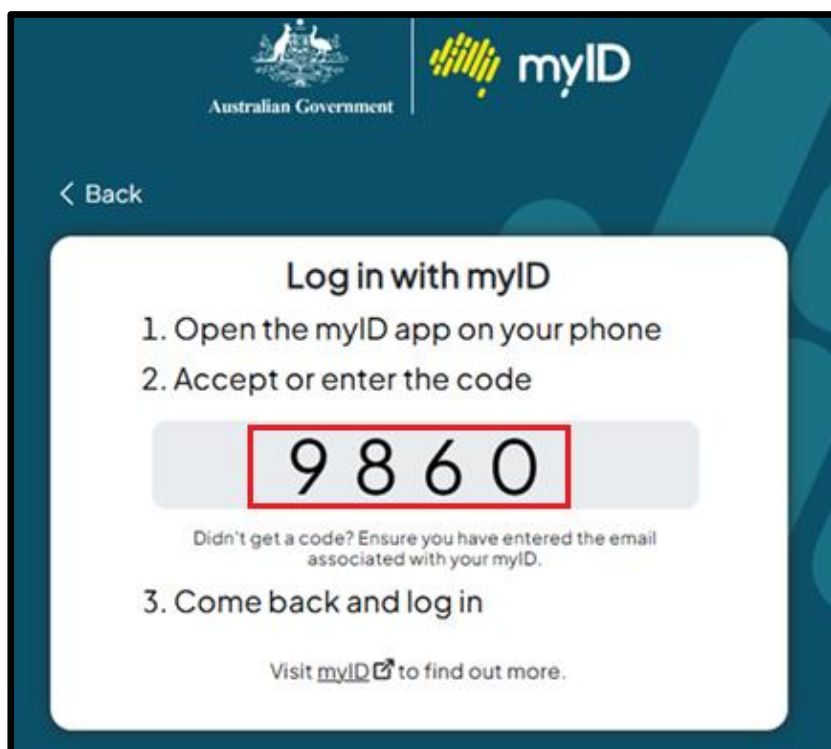 Australian Government
myID
< Back
Log in with myID
1. Open the myID app on your phone
2. Accept or enter the code
9 8 6 0
Didn't get a code? Ensure you have entered the email
associated with your myID.
3. Come back and log in
Visit myID to find out more.